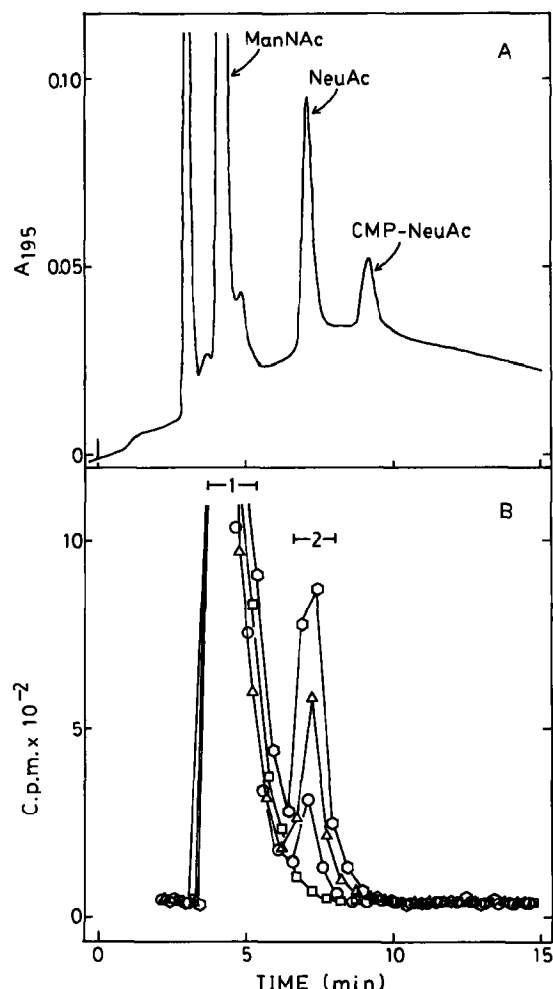 A
ManNAc
0.10
NeuAc
CMP-NeuAc
A195
0.05
0
1
B
2
10
C.p.m. x 10-2
5
0
0 5 10 15
TIME (min)